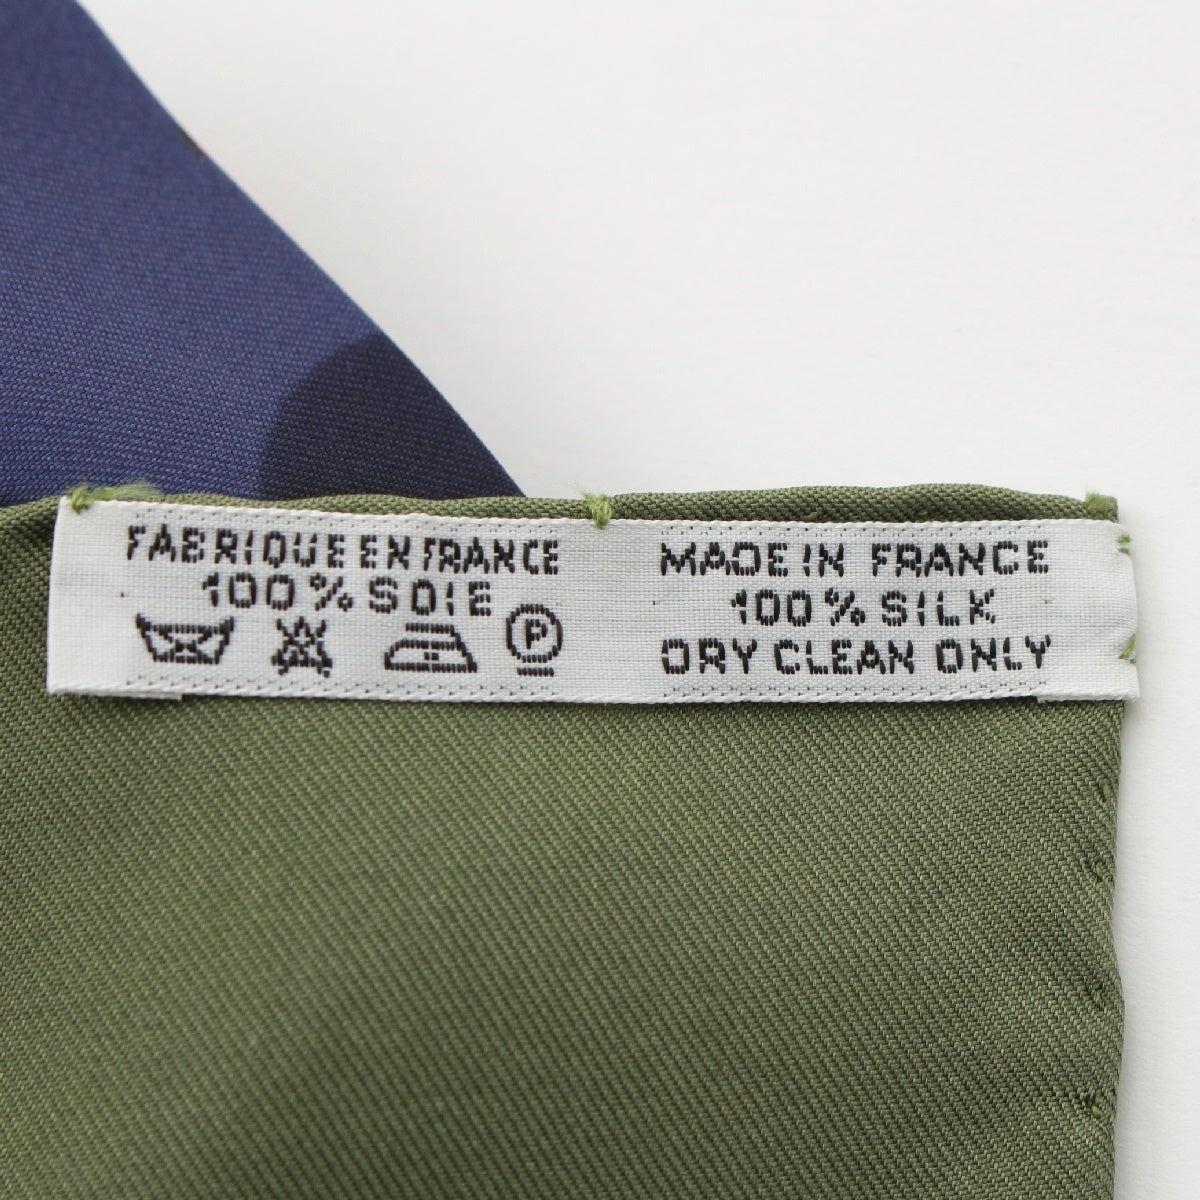 FABRIQUE EN FRANCE
100% SOIE
P
MADE IN FRANCE
100% SILK
DRY CLEAN ONLY